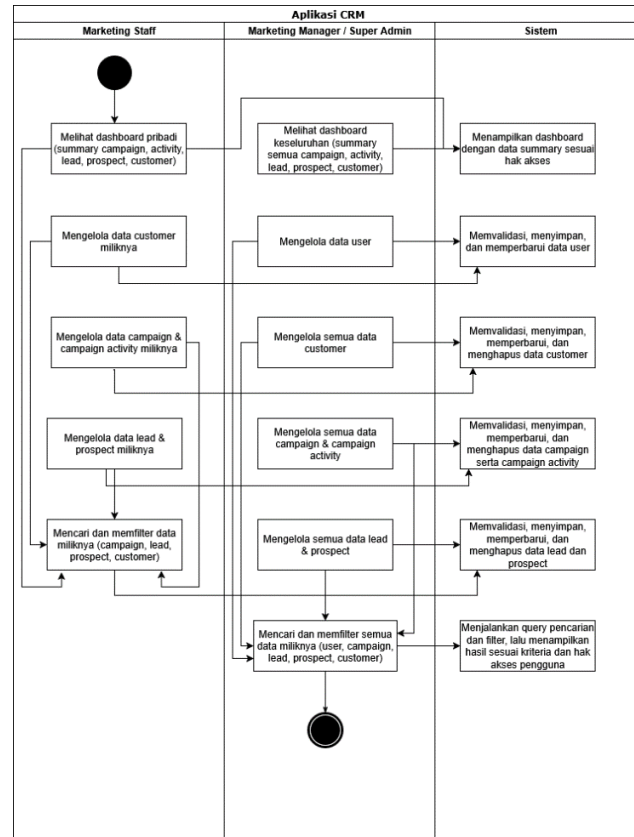 Aplikasi CRM
Marketing Staff
Marketing Manager / Super Admin
Sistem
Melihat dashboard pribadi
(summary campaign, activity,
lead, prospect, customer)
Melihat dashboard
keseluruhan (summary
semua campaign, activity,
lead, prospect, customer)
Menampilkan dashboard
dengan data summary sesuai
hak akses
Mengelola data customer
miliknya
Mengelola data user
Memvalidasi, menyimpan,
dan memperbarui data user
Mengelola data campaign &
campaign activity miliknya
Mengelola semua data
customer
Memvalidasi, menyimpan,
memperbarui, dan
menghapus data customer
Mengelola data lead &
prospect miliknya
Mengelola semua data
campaign & campaign
activity
Memvalidasi, menyimpan,
memperbarui, dan
menghapus data campaign
serta campaign activity
Mencari dan memfilter data
miliknya (campaign, lead,
prospect, customer)
Mengelola semua data lead
& prospect
Memvalidasi, menyimpan,
memperbarui, dan
menghapus data lead dan
prospect
Mencari dan memfilter semua
data miliknya (user, campaign,
lead, prospect, customer)
Menjalankan query pencarian
dan filter, lalu menampilkan
hasil sesuai kriteria dan hak
akses pengguna